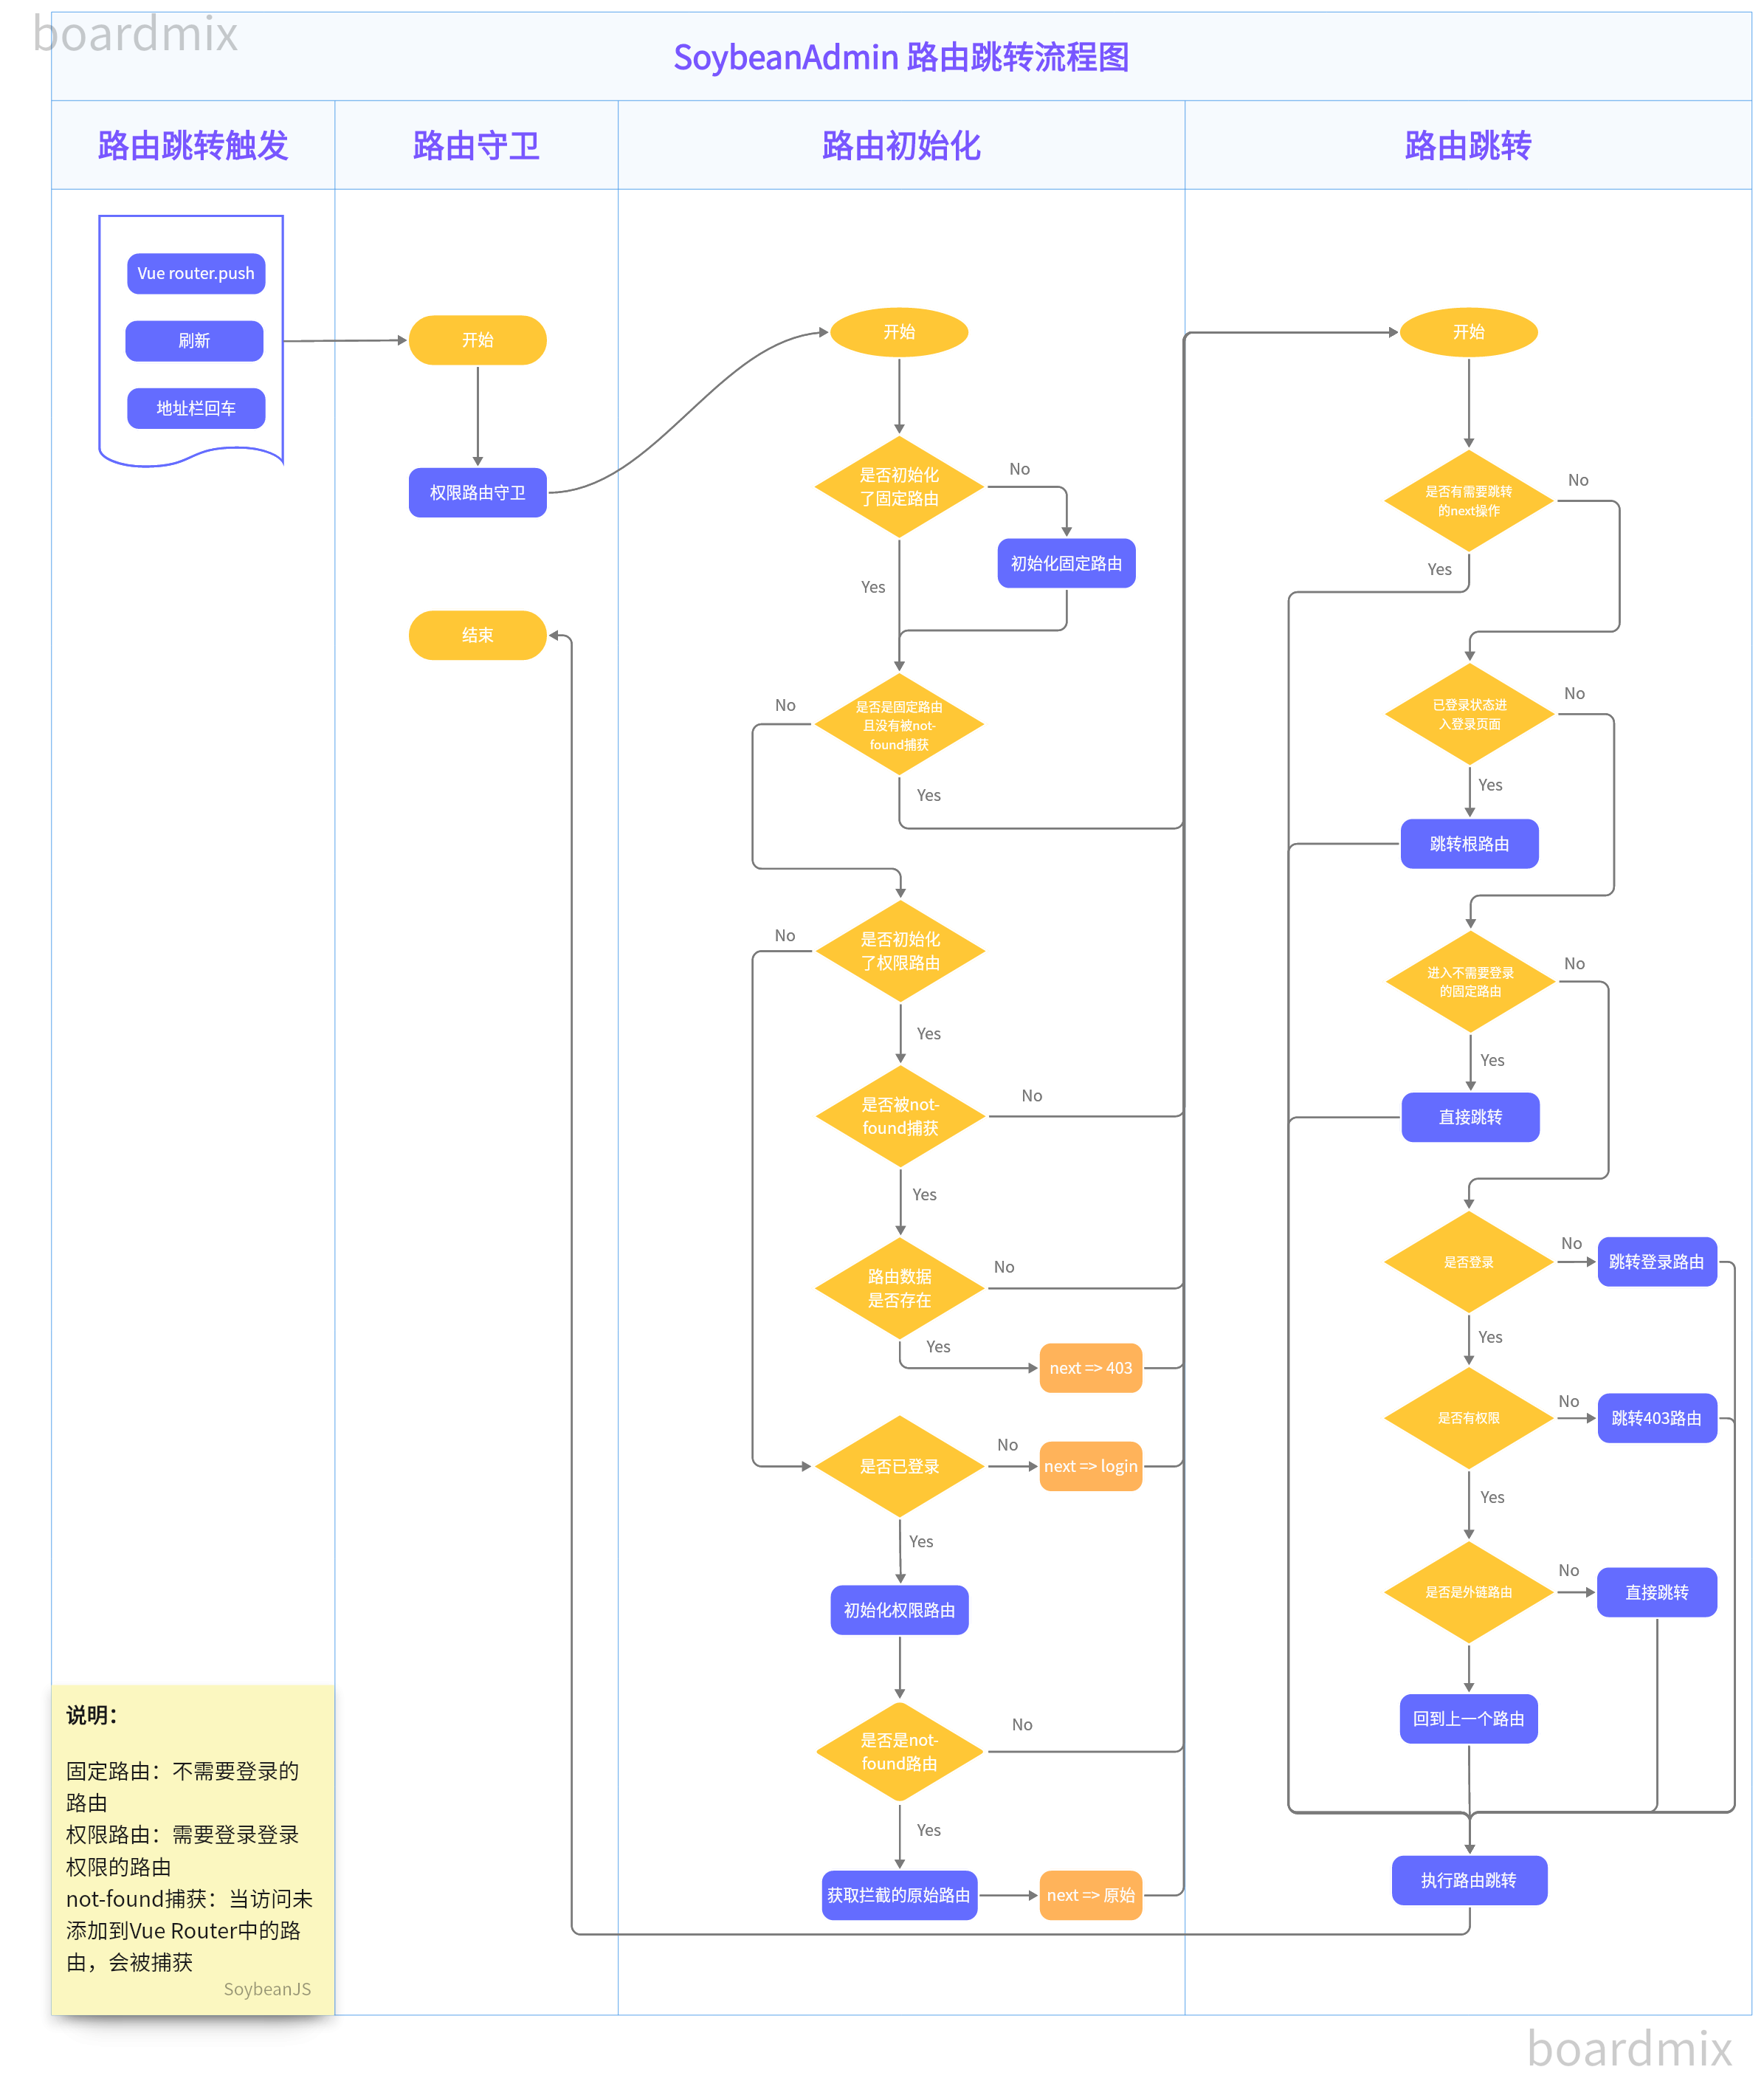 boardmix
SoybeanAdmin 路由跳转流程图
路由跳转触发
路由守卫
路由初始化
路由跳转
Vue router.push
刷新
地址栏回车
开始
权限路由守卫
结束
开始
是否初始化
了固定路由
No
初始化固定路由
Yes
是否是固定路由
且没有被not-
found捕获
No
Yes
是否初始化
了权限路由
No
Yes
是否被not-
found捕获
No
Yes
路由数据
是否存在
No
Yes
next => 403
是否已登录
No
next => login
Yes
初始化权限路由
是否是not-
found路由
No
Yes
获取拦截的原始路由
next => 原始
开始
是否有需要跳转
的next操作
No
Yes
已登录状态进
入登录页面
No
Yes
跳转根路由
进入不需要登录
的固定路由
No
Yes
直接跳转
是否登录
No
跳转登录路由
Yes
是否有权限
No
跳转403路由
Yes
是否是外链路由
No
直接跳转
回到上一个路由
执行路由跳转
说明：
固定路由：不需要登录的
路由
权限路由：需要登录登录
权限的路由
not-found捕获：当访问未
添加到Vue Router中的路
由，会被捕获
SoybeanJS
boardmix